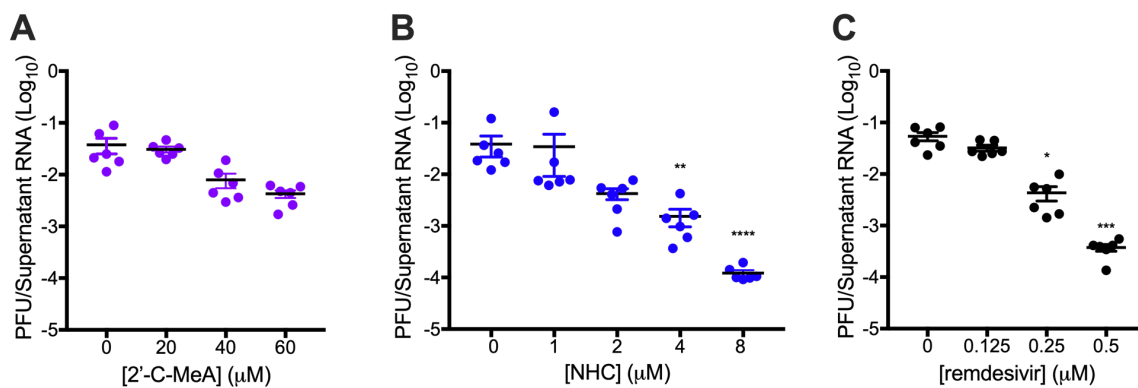 A
PFU/Supernatant RNA (Log10)
0
-1
-2
-3
-4
-5
0 20 40 60
[2'-C-MeA] (µM)
B
PFU/Supernatant RNA (Log10)
0
-1
-2
-3
-4
-5
**
****
0 1 2 4 8
[NHC] (µM)
C
PFU/Supernatant RNA (Log10)
0
-1
-2
-3
-4
-5
*
***
0 0.125 0.25 0.5
[remdesivir] (µM)